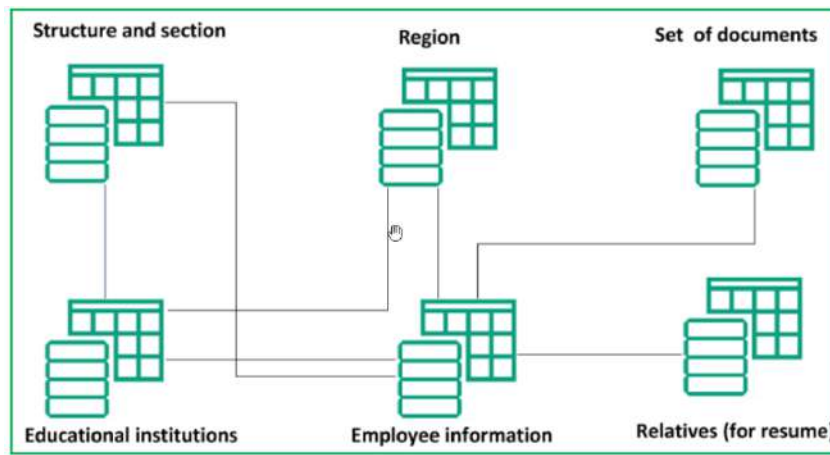 Structure and section
Region
Set of documents
Educational institutions
Employee information
Relatives (for resume)